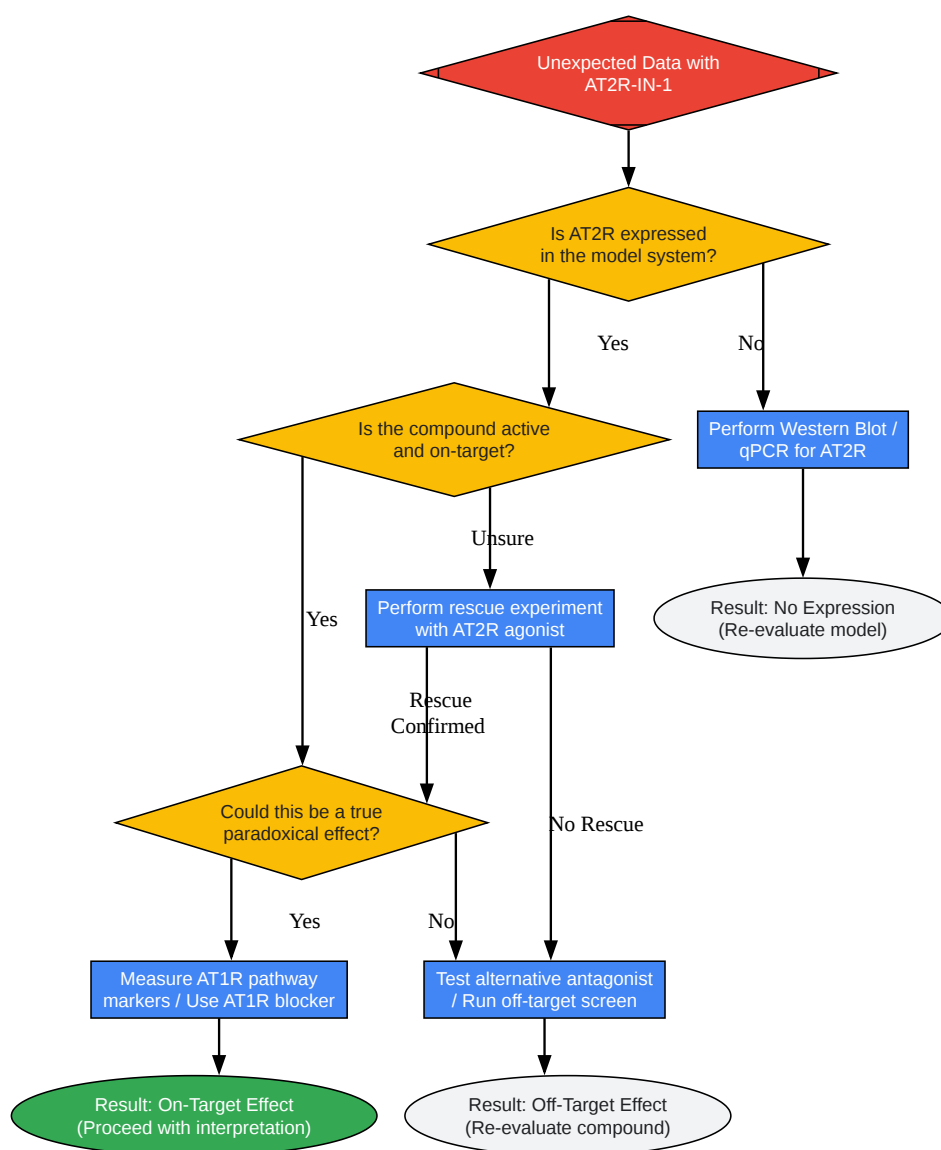 Unexpected Data with
AT2R-IN-1
Is AT2R expressed
in the model system?
Yes
No
Is the compound active
and on-target?
Perform Western Blot /
qPCR for AT2R
Unsure
Perform rescue experiment
with AT2R agonist
Result: No Expression
(Re-evaluate model)
Yes
Rescue
Confirmed
Could this be a true
paradoxical effect?
No Rescue
Yes
No
Measure AT1R pathway
markers / Use AT1R blocker
Test alternative antagonist
/ Run off-target screen
Result: On-Target Effect
(Proceed with interpretation)
Result: Off-Target Effect
(Re-evaluate compound)